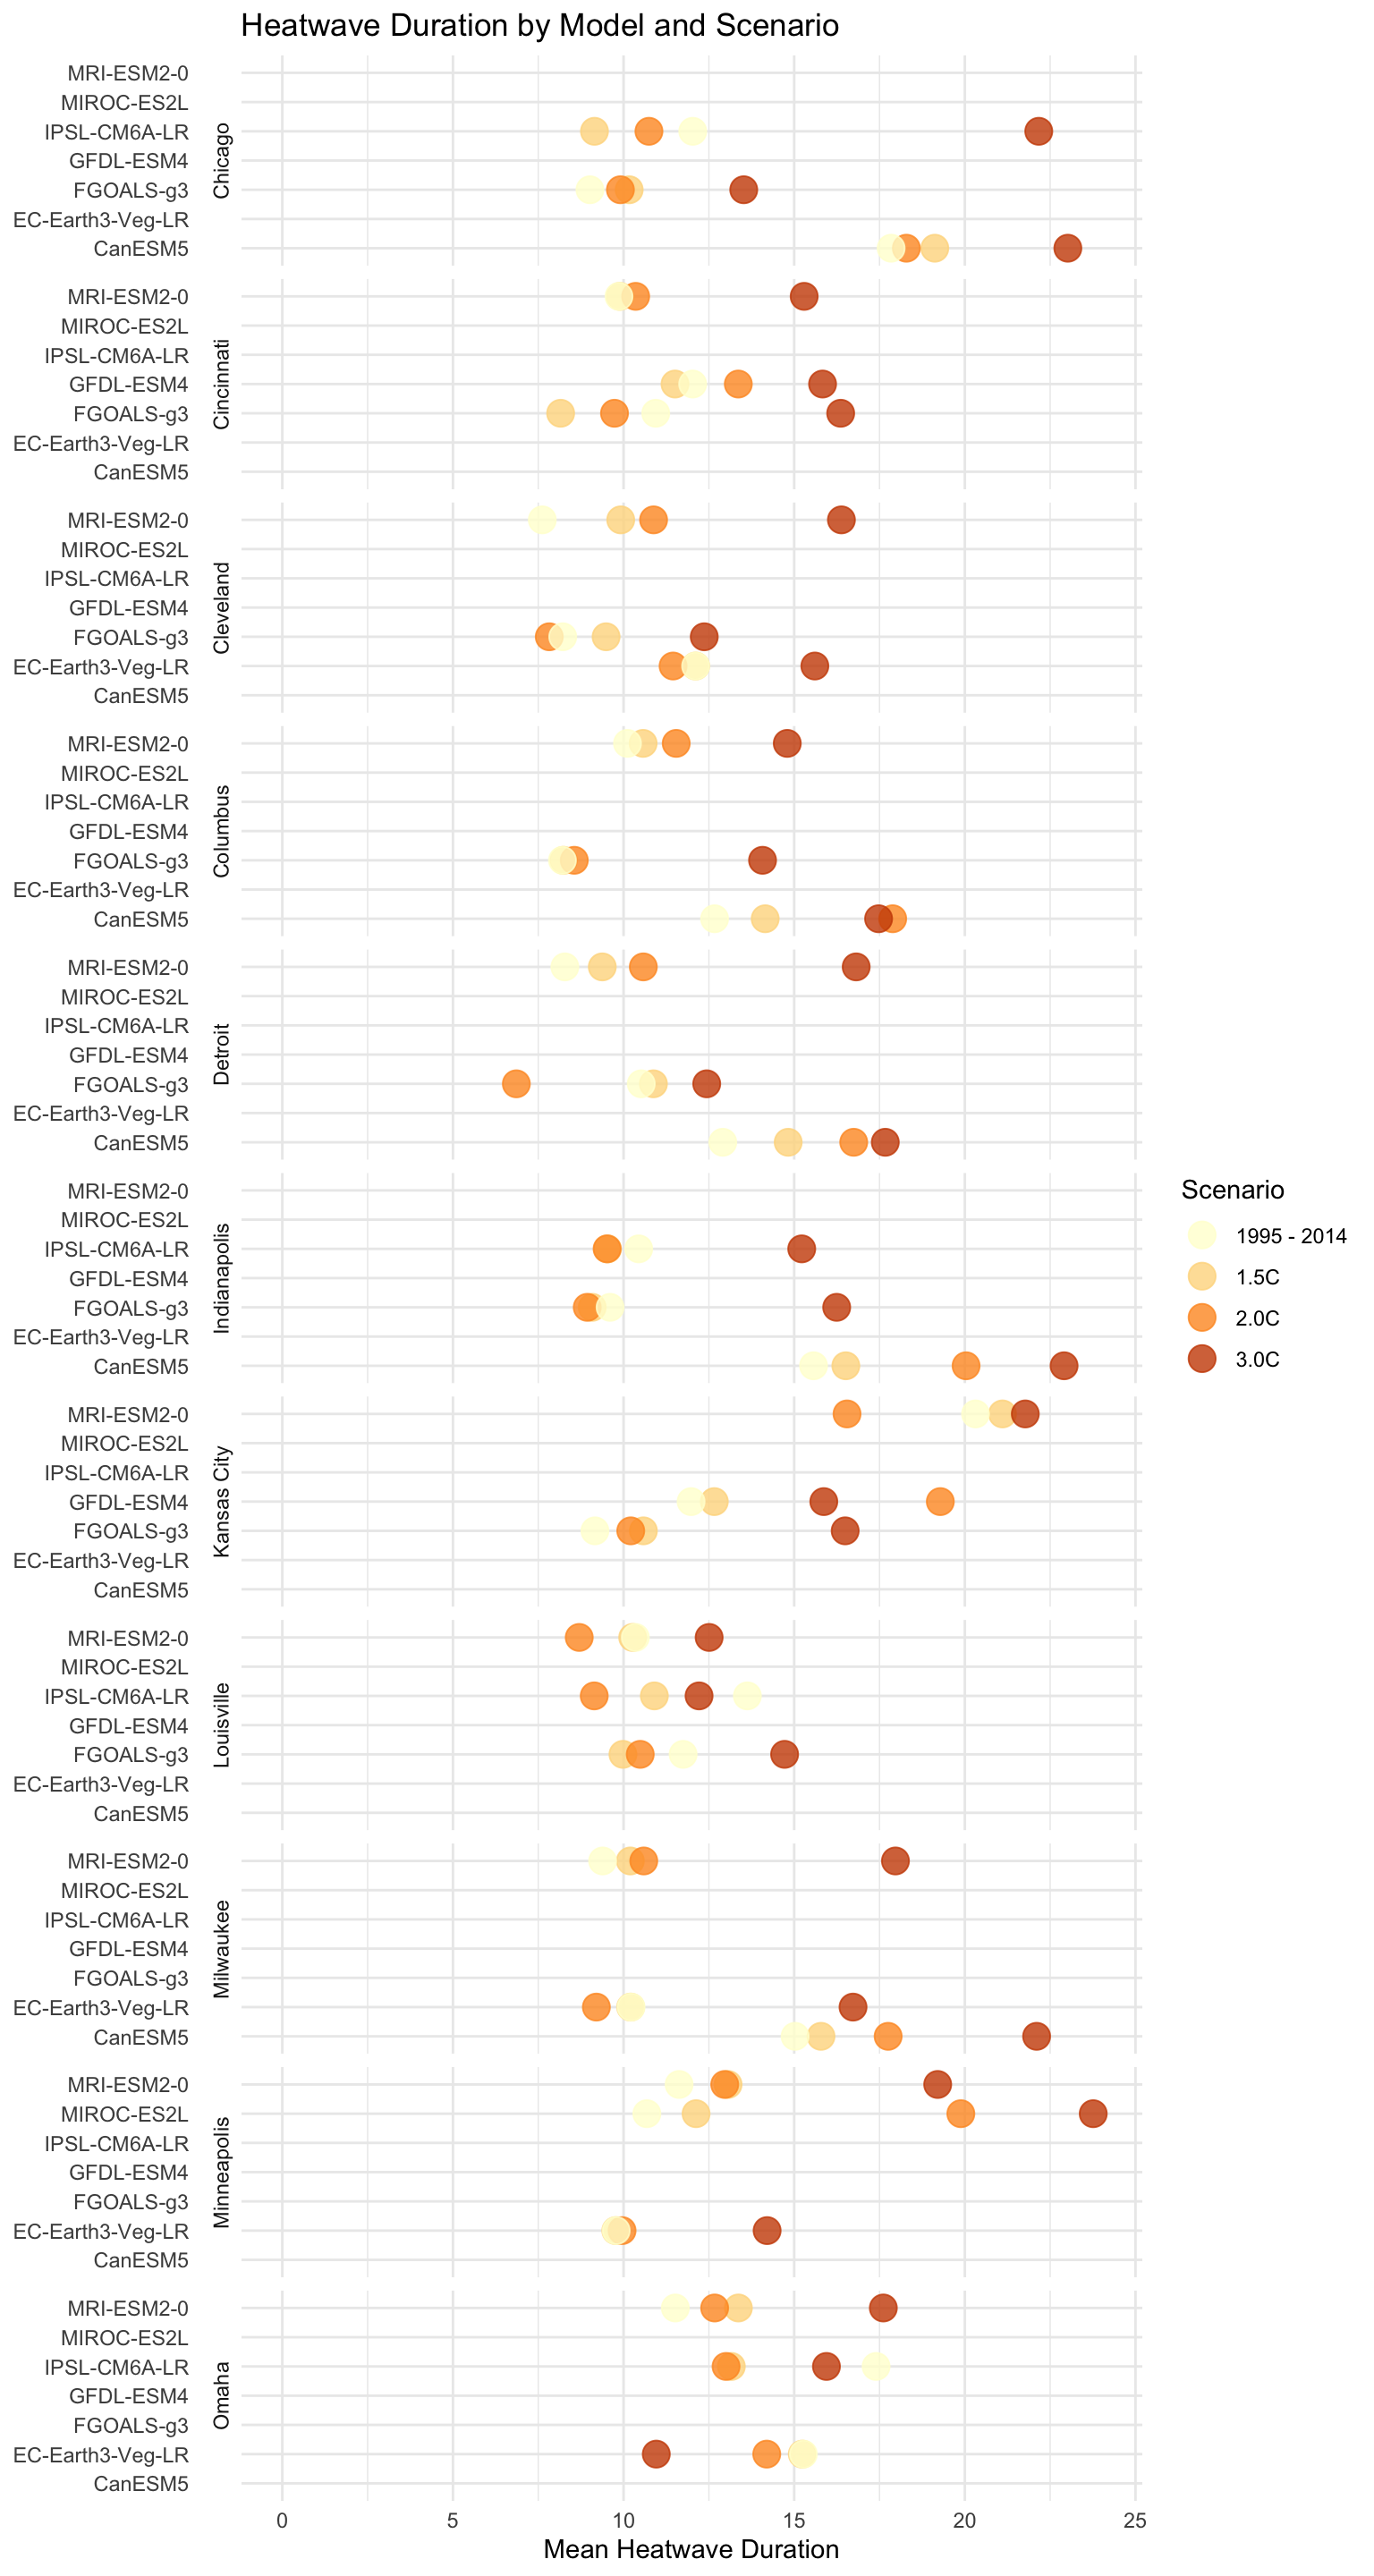 Heatwave Duration by Model and Scenario
MRI-ESM2-0
MIROC-ES2L
IPSL-CM6A-LR
GFDL-ESM4
FGOALS-g3
EC-Earth3-Veg-LR
CanESM5
Chicago
MRI-ESM2-0
MIROC-ES2L
IPSL-CM6A-LR
GFDL-ESM4
FGOALS-g3
EC-Earth3-Veg-LR
CanESM5
Cincinnati
MRI-ESM2-0
MIROC-ES2L
IPSL-CM6A-LR
GFDL-ESM4
FGOALS-g3
EC-Earth3-Veg-LR
CanESM5
Cleveland
MRI-ESM2-0
MIROC-ES2L
IPSL-CM6A-LR
GFDL-ESM4
FGOALS-g3
EC-Earth3-Veg-LR
CanESM5
Columbus
MRI-ESM2-0
MIROC-ES2L
IPSL-CM6A-LR
GFDL-ESM4
FGOALS-g3
EC-Earth3-Veg-LR
CanESM5
Detroit
MRI-ESM2-0
MIROC-ES2L
IPSL-CM6A-LR
GFDL-ESM4
FGOALS-g3
EC-Earth3-Veg-LR
CanESM5
Indianapolis
MRI-ESM2-0
MIROC-ES2L
IPSL-CM6A-LR
GFDL-ESM4
FGOALS-g3
EC-Earth3-Veg-LR
CanESM5
Kansas City
MRI-ESM2-0
MIROC-ES2L
IPSL-CM6A-LR
GFDL-ESM4
FGOALS-g3
EC-Earth3-Veg-LR
CanESM5
Louisville
MRI-ESM2-0
MIROC-ES2L
IPSL-CM6A-LR
GFDL-ESM4
FGOALS-g3
EC-Earth3-Veg-LR
CanESM5
Milwaukee
MRI-ESM2-0
MIROC-ES2L
IPSL-CM6A-LR
GFDL-ESM4
FGOALS-g3
EC-Earth3-Veg-LR
CanESM5
Minneapolis
MRI-ESM2-0
MIROC-ES2L
IPSL-CM6A-LR
GFDL-ESM4
FGOALS-g3
EC-Earth3-Veg-LR
CanESM5
Omaha
0 5 10 15 20 25
Mean Heatwave Duration
Scenario
1995 - 2014
1.5C
2.0C
3.0C